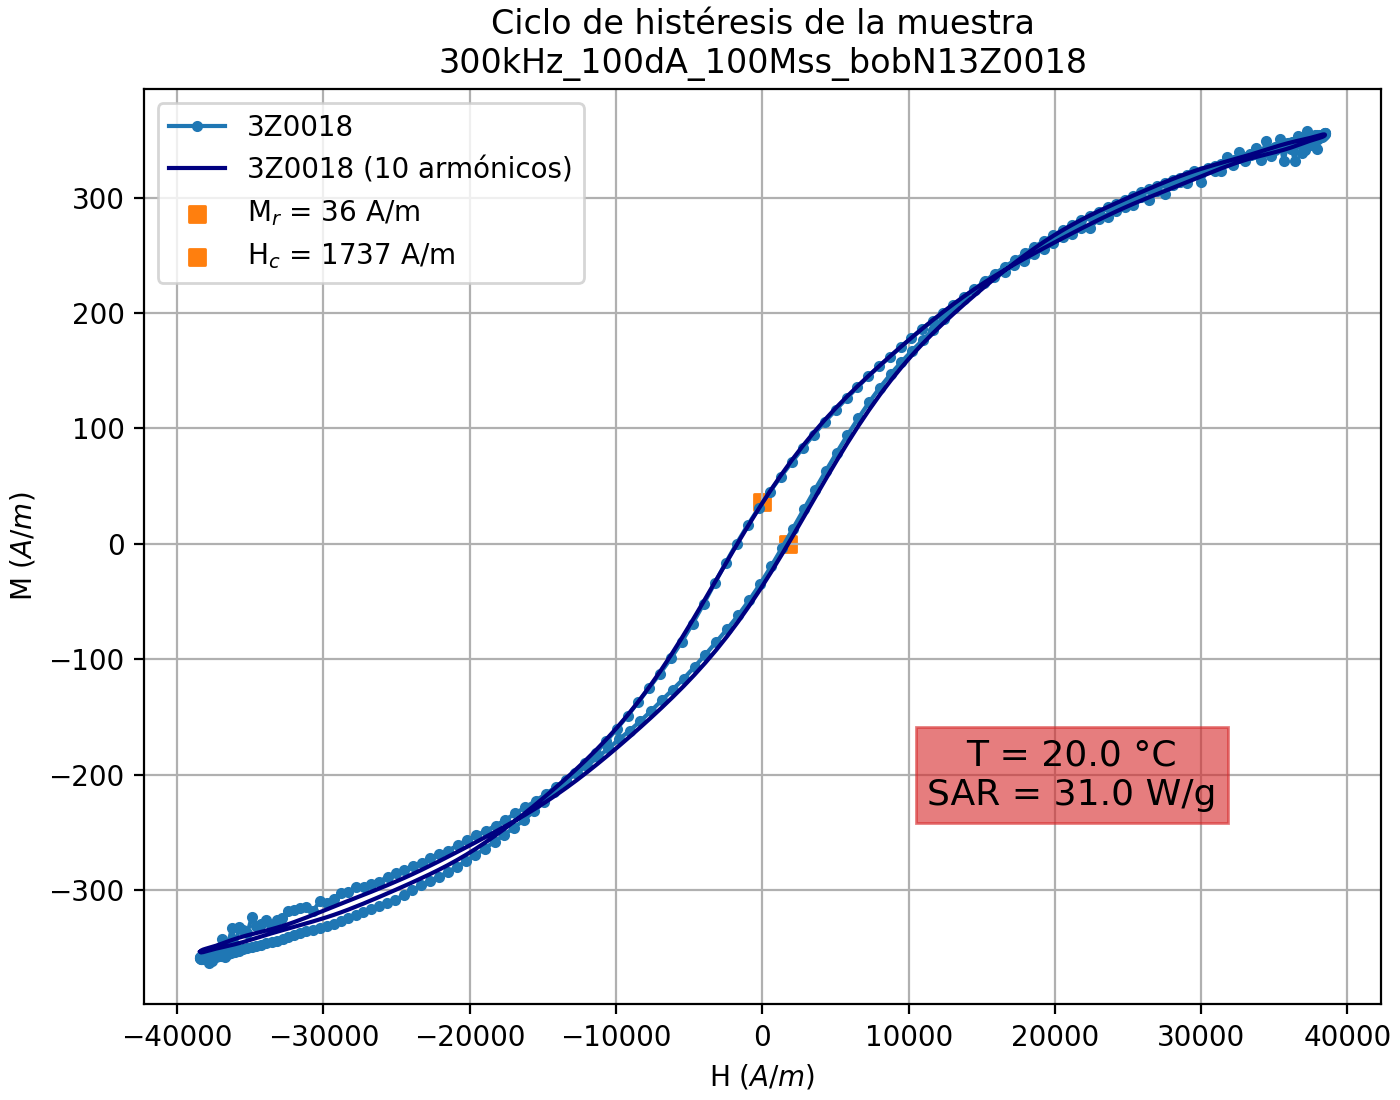 Ciclo de histéresis de la muestra
300kHz_100dA_100Mss_bobN13Z0018
3Z0018
3Z0018 (10 armónicos)
Mᵣ = 36 A/m
H_c = 1737 A/m
300
200
100
0
−100
−200
−300
M (A/m)
T = 20.0 °C
SAR = 31.0 W/g
−40000 −30000 −20000 −10000 0 10000 20000 30000 40000
H (A/m)